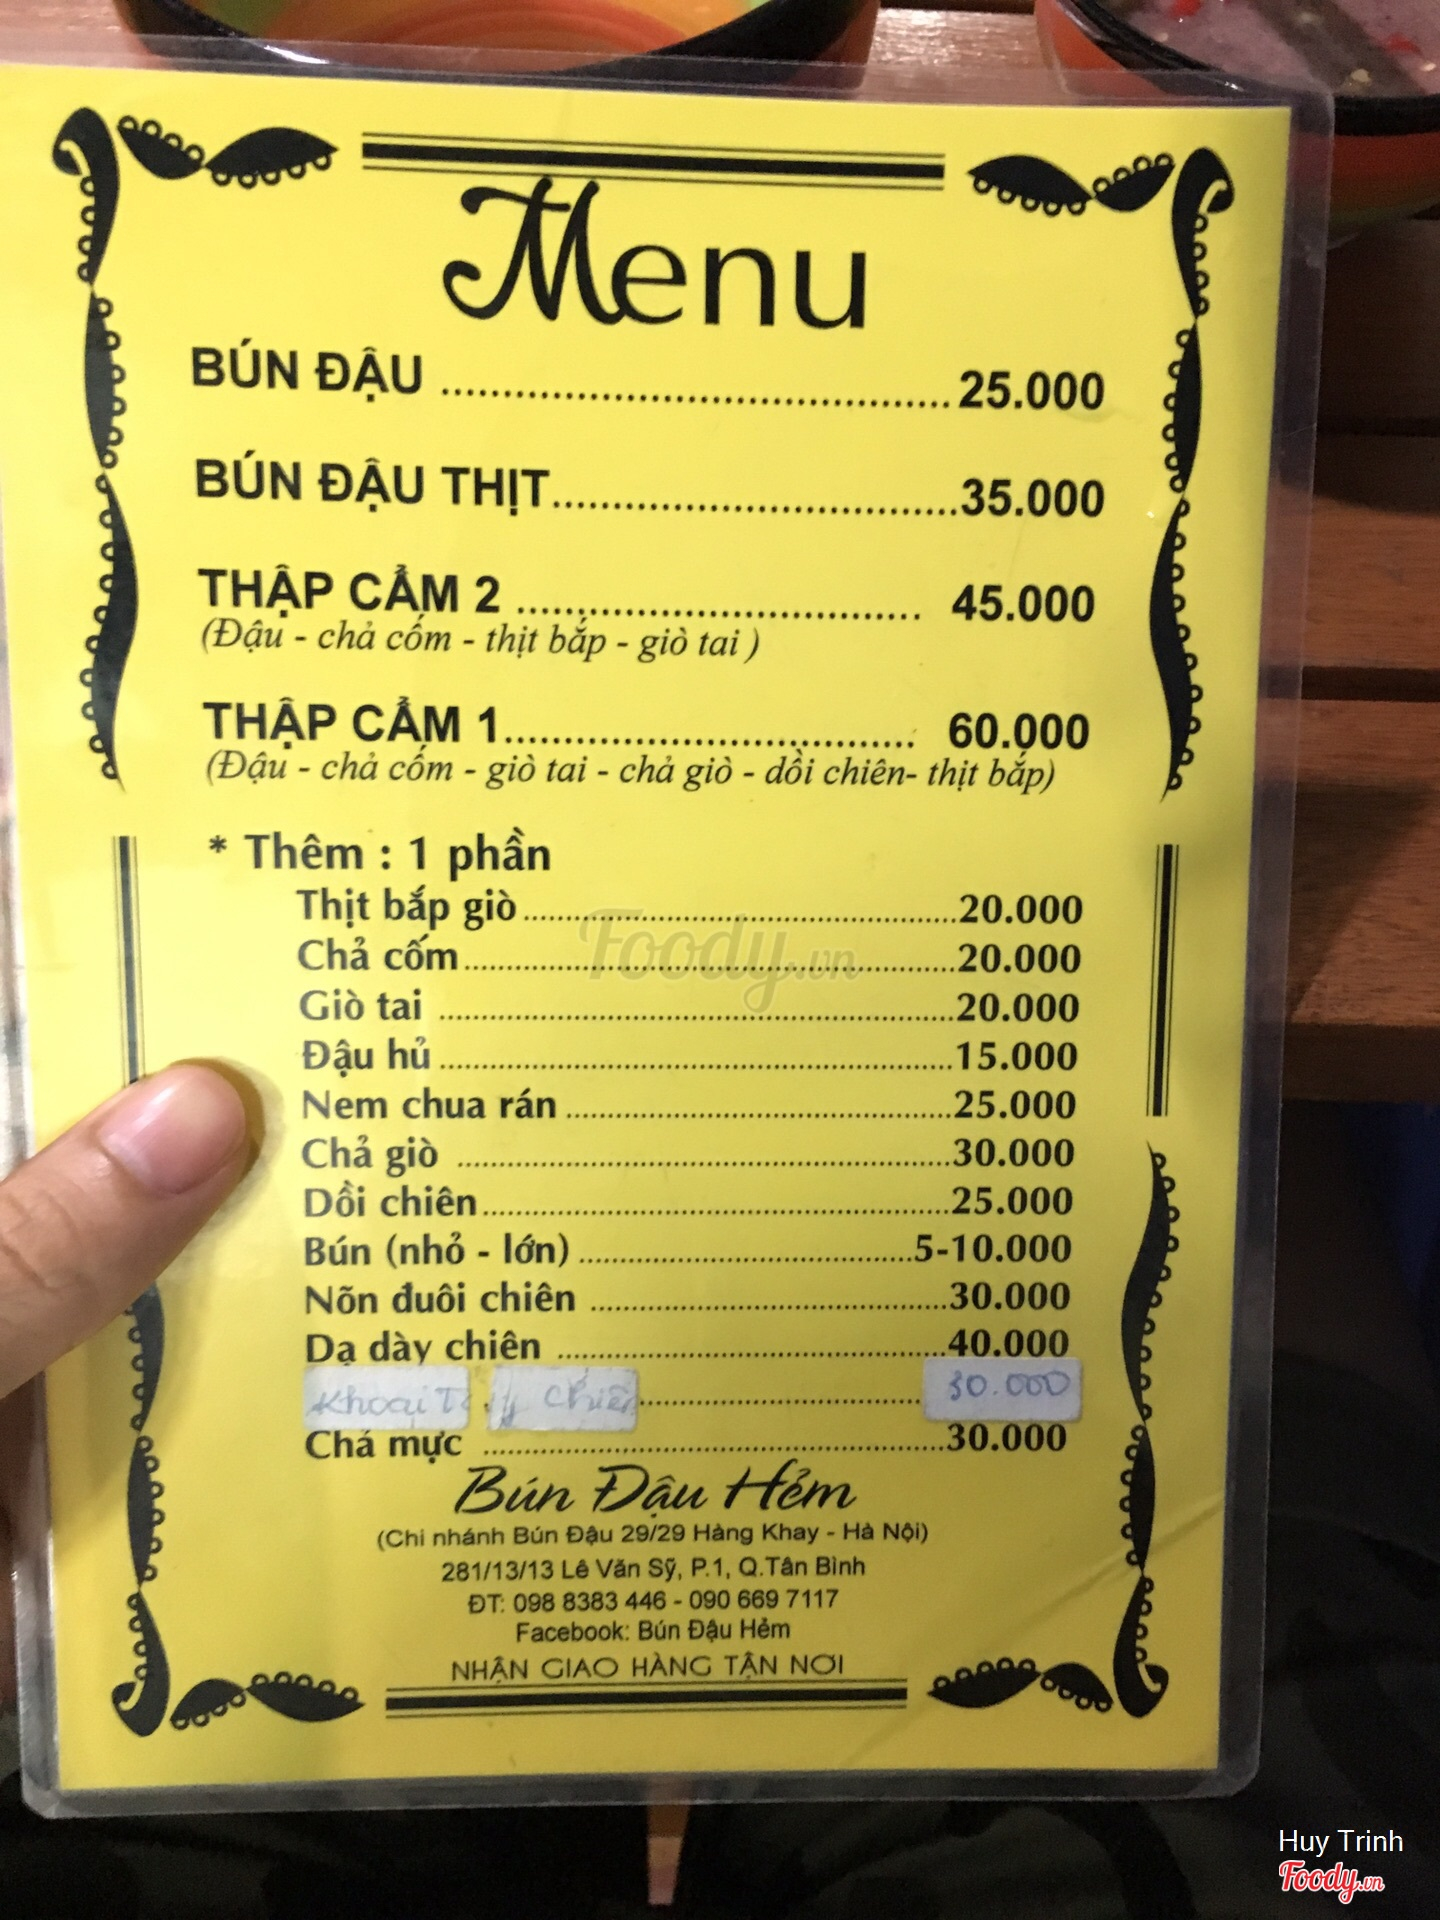 Menu
BÚN ĐẬU ........ 25.000
BÚN ĐẬU THỊT........ 35.000
THẬP CẨM 2 ........ 45.000
(Đậu - chả cốm - thịt bắp - giò tai )
THẬP CẨM 1........ 60.000
(Đậu - chả cốm - giò tai - chả giò - dồi chiên- thịt bắp)
* Thêm : 1 phần
Thịt bắp giò........20.000
Chả cốm........20.000
Giò tai ........20.000
Đậu hủ........15.000
Nem chua rán ........25.000
Chả giò ........30.000
Dồi chiên........25.000
Bún (nhỏ - lớn) ........5-10.000
Nõn đuôi chiên ........30.000
Dạ dày chiên ........40.000
Khoai Tây Chiên ........30.000
Chả mực ........30.000
Bún Đậu Hẻm
(Chi nhánh Bún Đậu 29/29 Hàng Khay - Hà Nội)
281/13/13 Lê Văn Sỹ, P.1, Q.Tân Bình
ĐT: 098 8383 446 - 090 669 7117
Facebook: Bún Đậu Hẻm
NHẬN GIAO HÀNG TẬN NƠI
Foody.vn
Huy Trinh
Foody.vn